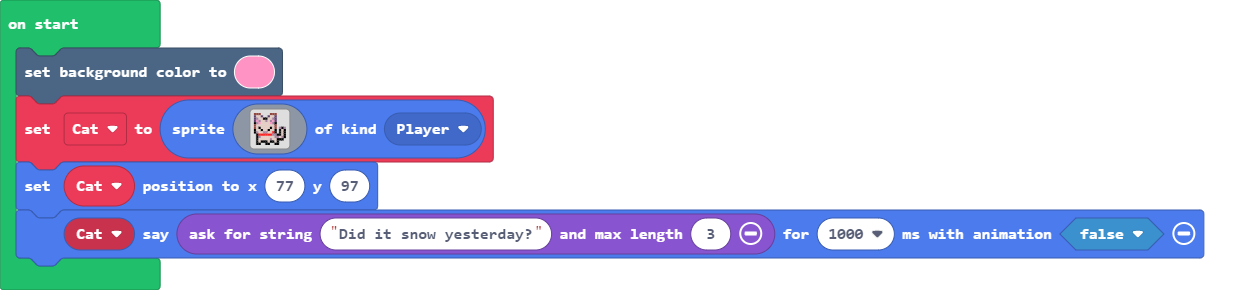 on start
set background color to
set Cat to sprite of kind Player
set Cat position to x 77 y 97
Cat say ask for string "Did it snow yesterday?" and max length 3 for 1000 ms with animation false